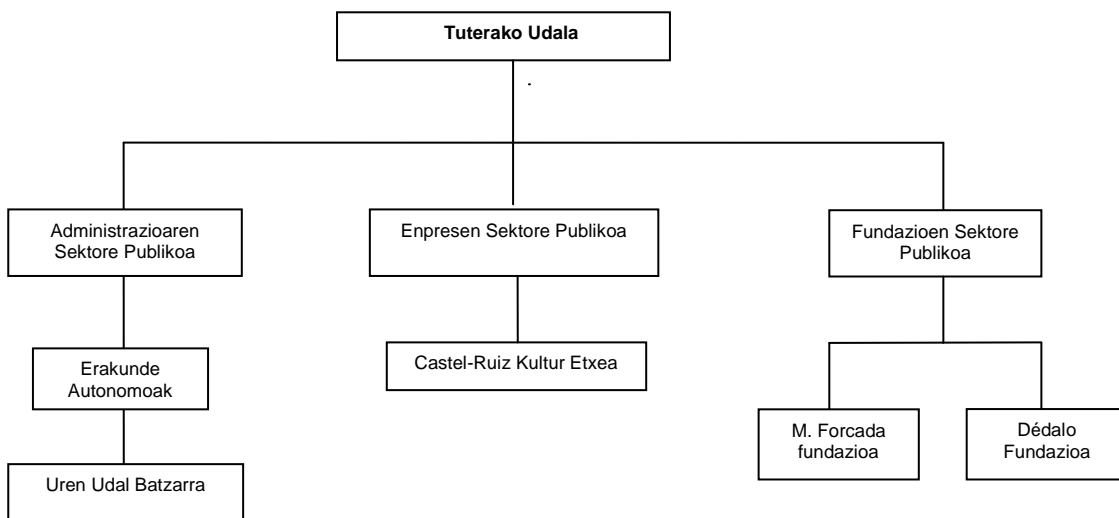 Tuterako Udala
Administrazioaren
Sektore Publikoa
Enpresen Sektore Publikoa
Fundazioen Sektore
Publikoa
Erakunde
Autonomoak
Castel-Ruiz Kultur Etxea
M. Forcada
fundazioa
Dédalo
Fundazioa
Uren Udal Batzarra